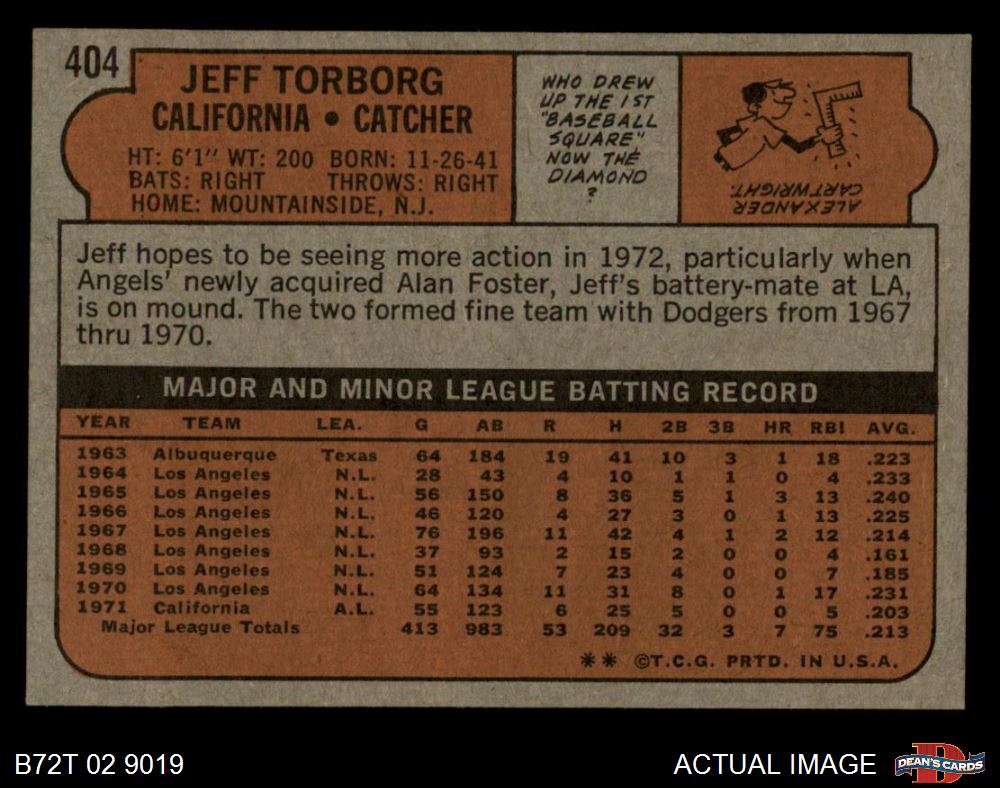 404
JEFF TORBORG
CALIFORNIA • CATCHER
HT: 6'1" WT: 200 BORN: 11-26-41
BATS: RIGHT THROWS: RIGHT
HOME: MOUNTAINSIDE, N.J.
WHO DREW
UP THE 1ST
"BASEBALL
SQUARE"
NOW THE
DIAMOND
?
ALEXANDER
CARTWRIGHT.
Jeff hopes to be seeing more action in 1972, particularly when
Angels' newly acquired Alan Foster, Jeff's battery-mate at LA,
is on mound. The two formed fine team with Dodgers from 1967
thru 1970.
MAJOR AND MINOR LEAGUE BATTING RECORD
YEAR TEAM LEA. G AB R H 2B 3B HR RBI AVG.
1963 Albuquerque Texas 64 184 19 41 10 3 1 18 .223
1964 Los Angeles N.L. 28 43 4 10 1 1 0 4 .233
1965 Los Angeles N.L. 56 150 8 36 5 1 3 13 .240
1966 Los Angeles N.L. 46 120 4 27 3 0 1 13 .225
1967 Los Angeles N.L. 76 196 11 42 4 1 2 12 .214
1968 Los Angeles N.L. 37 93 2 15 2 0 0 4 .161
1969 Los Angeles N.L. 51 124 7 23 4 0 0 7 .185
1970 Los Angeles N.L. 64 134 11 31 8 0 1 17 .231
1971 California A.L. 55 123 6 25 5 0 0 5 .203
Major League Totals 413 983 53 209 32 3 7 75 .213
** ©T.C.G. PRTD. IN U.S.A.
B72T 02 9019
ACTUAL IMAGE
DEAN'S CARDS